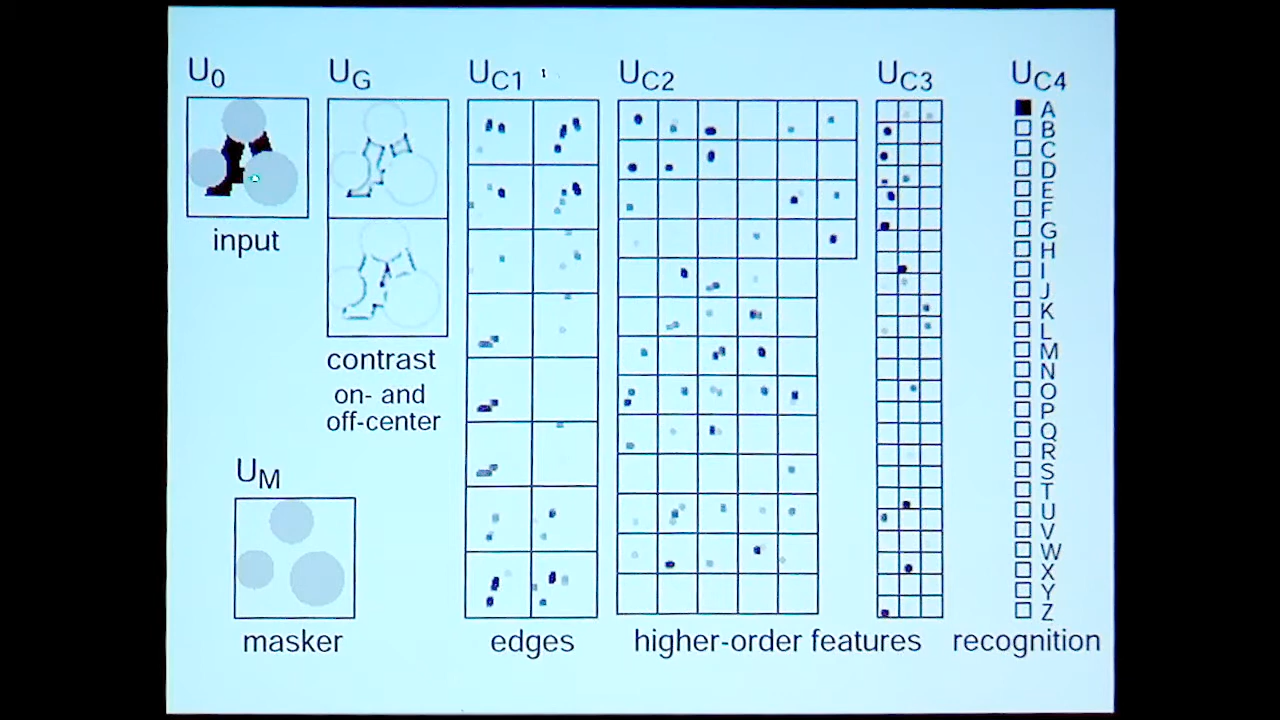 U0
UG
UC1
UC2
UC3
UC4
input
contrast
on- and
off-center
UM
masker
edges
higher-order features
recognition
A
B
C
D
E
F
G
H
I
J
K
L
M
N
O
P
Q
R
S
T
U
V
W
X
Y
Z